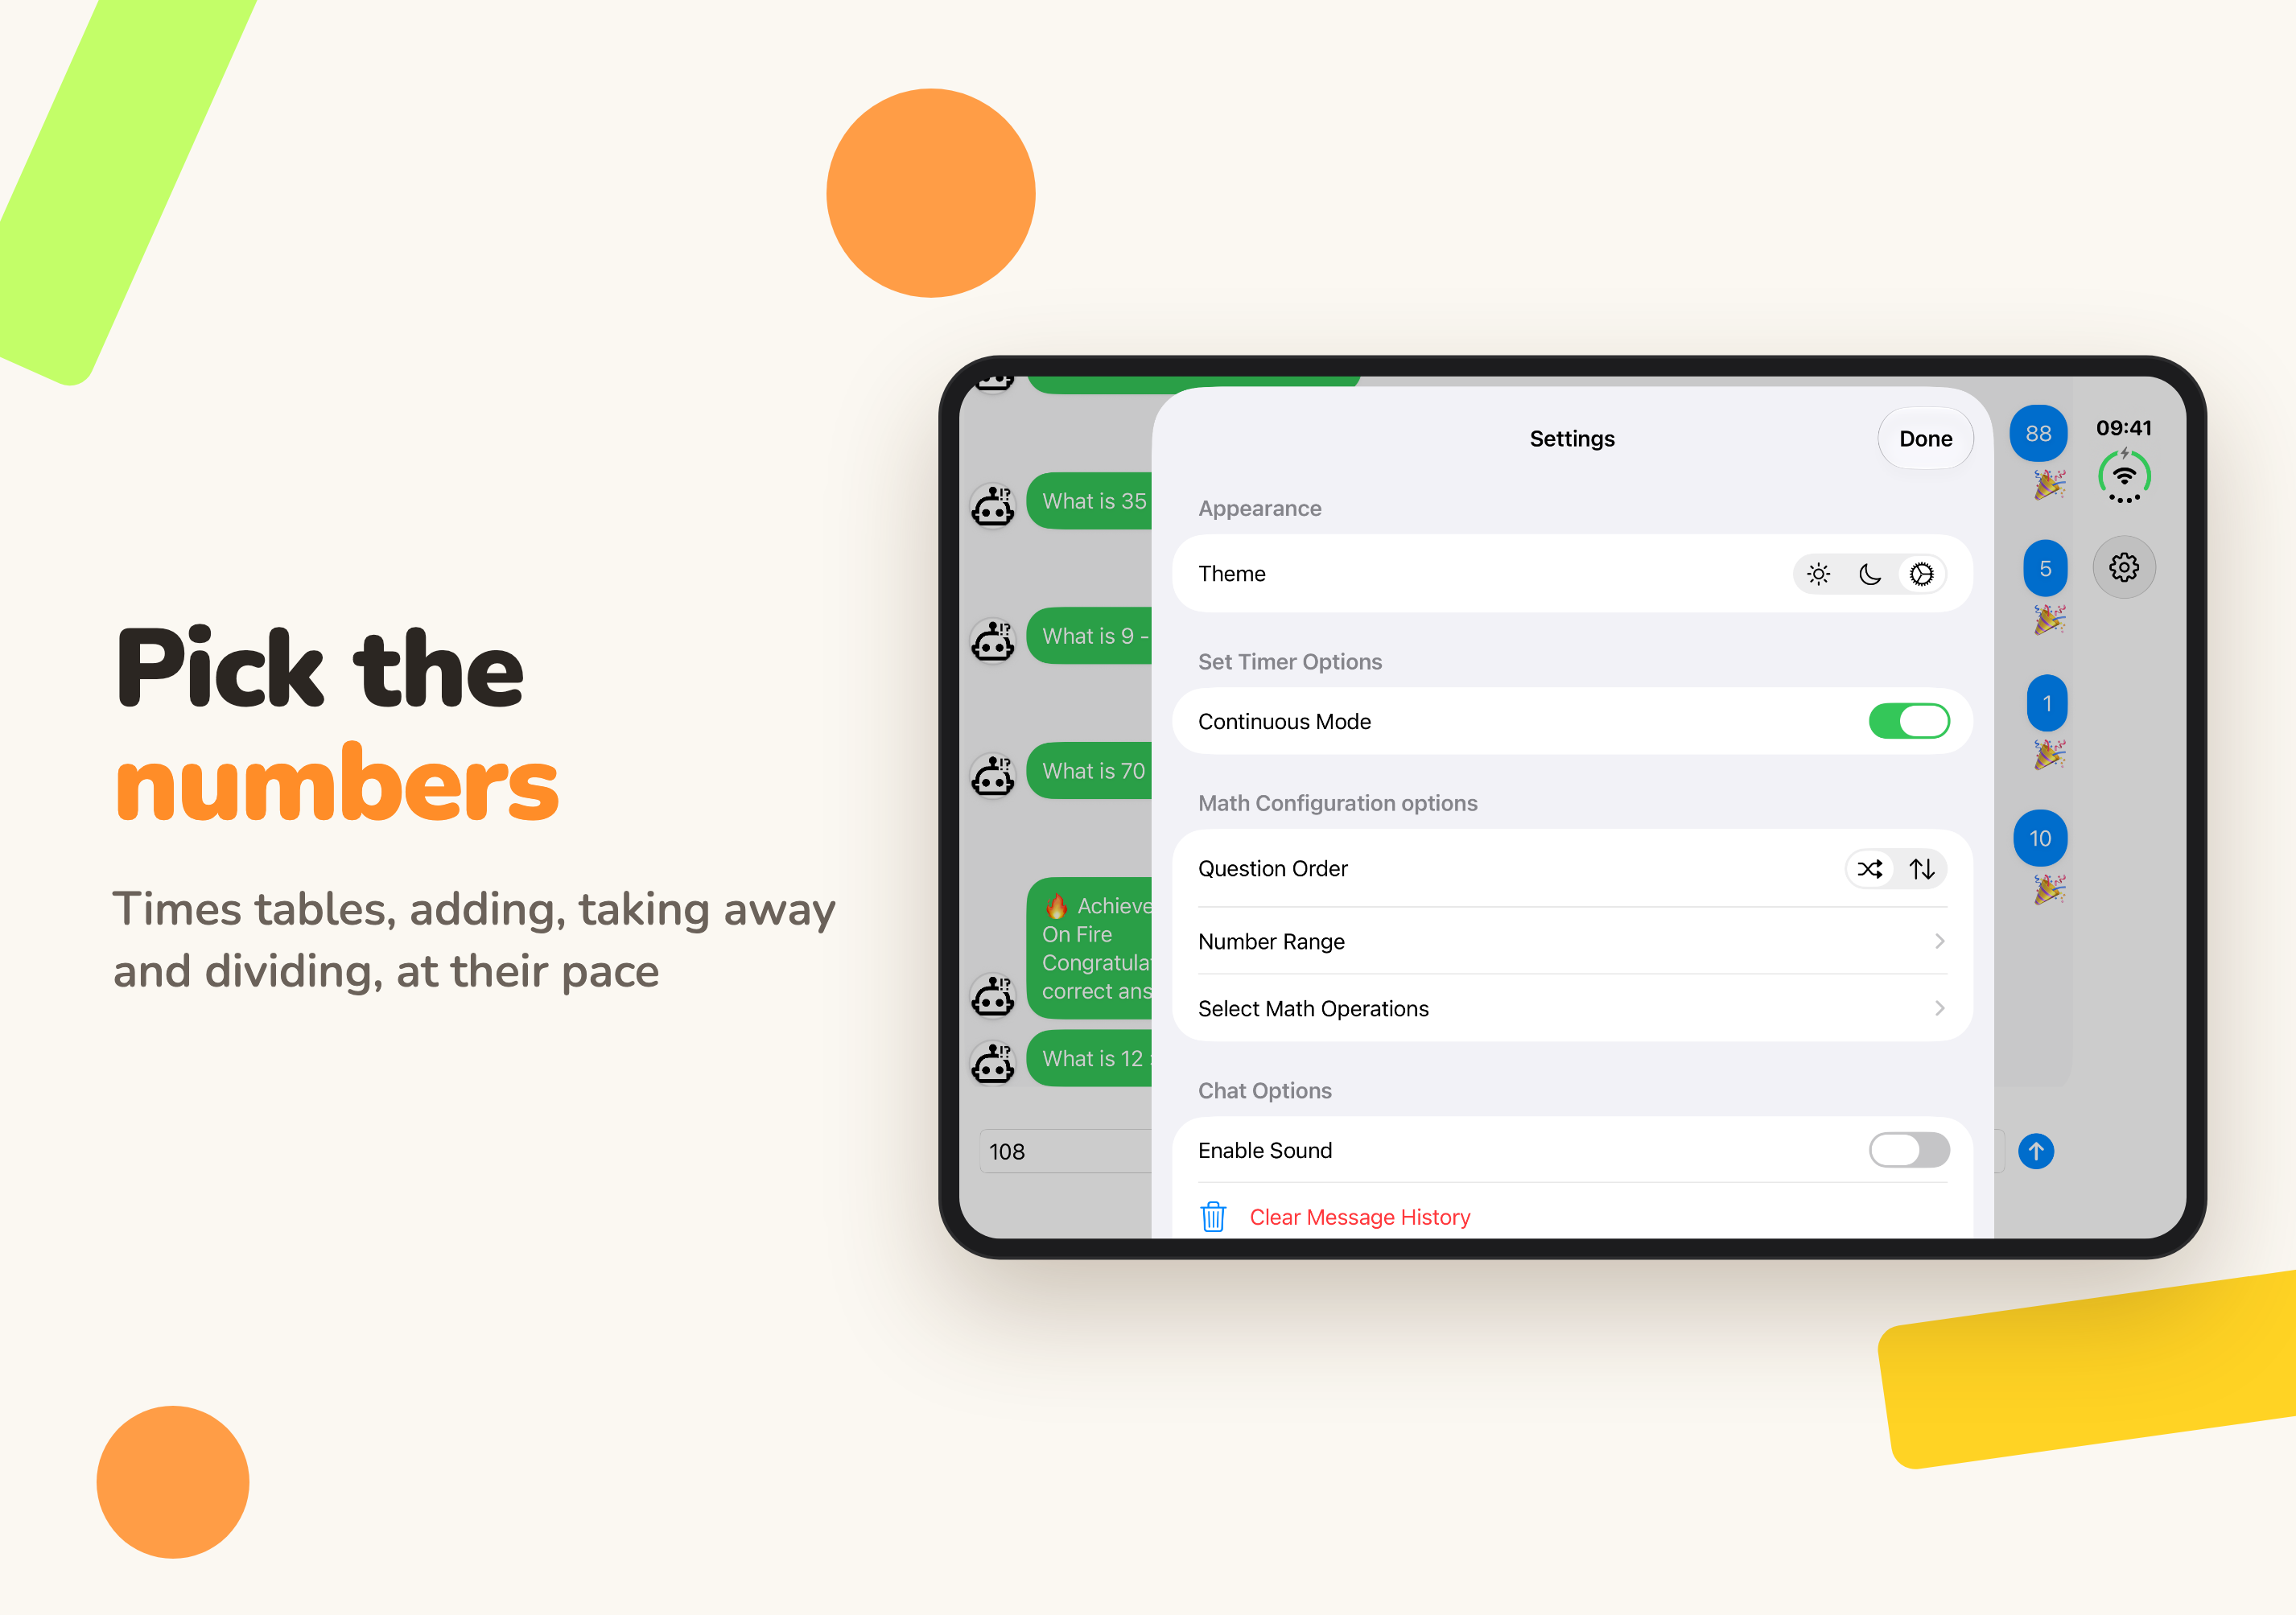 Pick the
numbers
Times tables, adding, taking away
and dividing, at their pace
Settings
Done
Appearance
Theme
Set Timer Options
Continuous Mode
Math Configuration options
Question Order
Number Range
Select Math Operations
Chat Options
Enable Sound
Clear Message History
What is 35
What is 9 -
What is 70
🔥 Achieve
On Fire
Congratulat
correct ans
What is 12
108
88
5
1
10
09:41